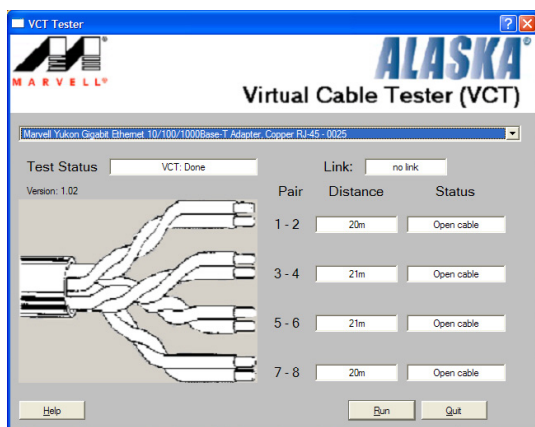 VCT Tester
MARVELL®
ALASKA®
Virtual Cable Tester (VCT)
Marvell Yukon Gigabit Ethernet 10/100/1000Base-T Adapter, Copper RJ-45 - 0025
Test Status VCT: Done Link: no link
Version: 1.02 Pair Distance Status
1 - 2 20m Open cable
3 - 4 21m Open cable
5 - 6 21m Open cable
7 - 8 20m Open cable
Help Run Quit